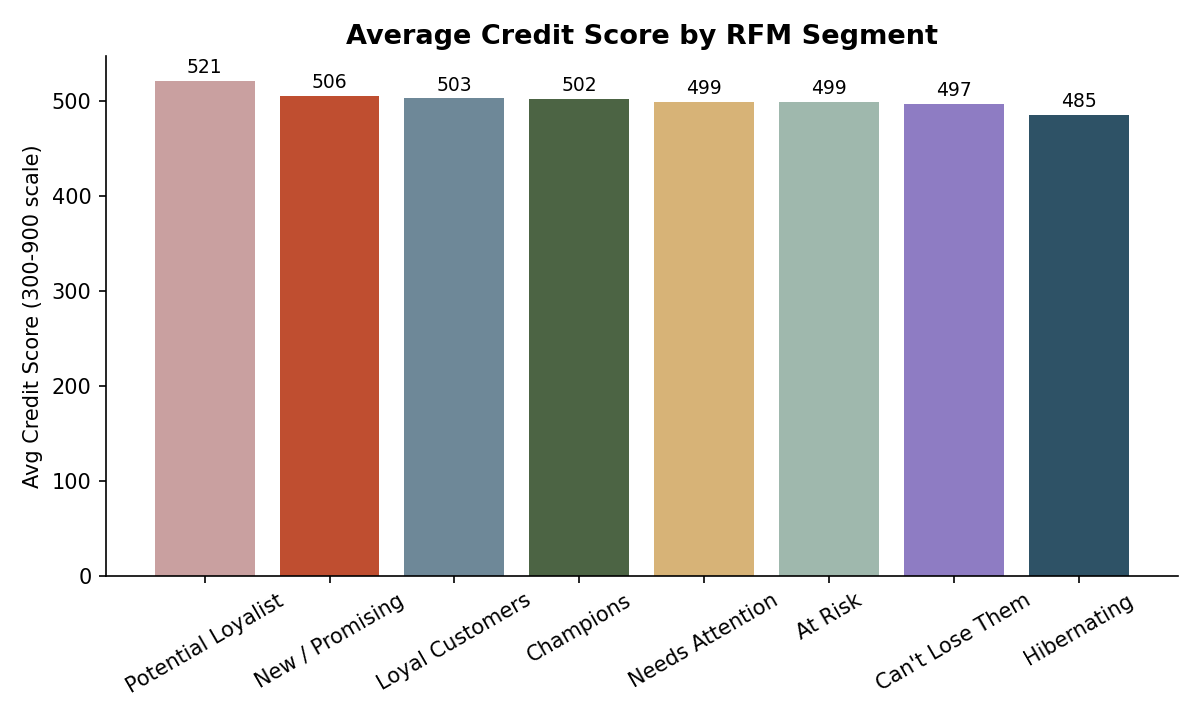 Average Credit Score by RFM Segment
Avg Credit Score (300-900 scale)
500
400
300
200
100
0
521
506
503
502
499
499
497
485
Potential Loyalist
New / Promising
Loyal Customers
Champions
Needs Attention
At Risk
Can't Lose Them
Hibernating